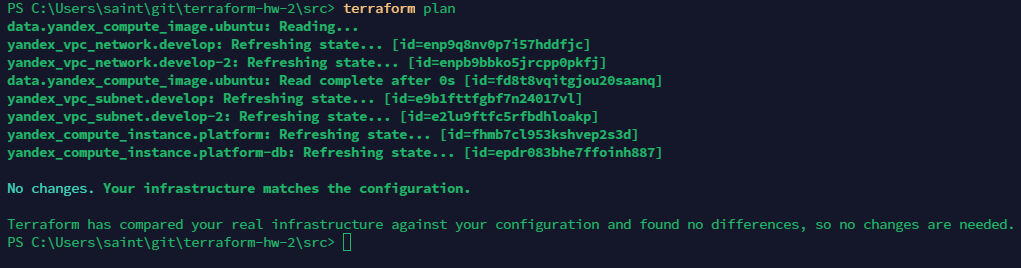 PS C:\Users\saint\git\terraform-hw-2\src> terraform plan
data.yandex_compute_image.ubuntu: Reading...
yandex_vpc_network.develop: Refreshing state... [id=enp9q8nv0p7i57hddfjc]
yandex_vpc_network.develop-2: Refreshing state... [id=enpb9bbko5jrcpp0pkfj]
data.yandex_compute_image.ubuntu: Read complete after 0s [id=fd8t8vqitgjou20saanq]
yandex_vpc_subnet.develop: Refreshing state... [id=e9b1fttfgbf7n24017vl]
yandex_vpc_subnet.develop-2: Refreshing state... [id=e2lu9ftfc5rfbdhloakp]
yandex_compute_instance.platform: Refreshing state... [id=fhmb7cl953kshvep2s3d]
yandex_compute_instance.platform-db: Refreshing state... [id=epdr083bhe7ffoinh887]
No changes. Your infrastructure matches the configuration.
Terraform has compared your real infrastructure against your configuration and found no differences, so no changes are needed.
PS C:\Users\saint\git\terraform-hw-2\src>